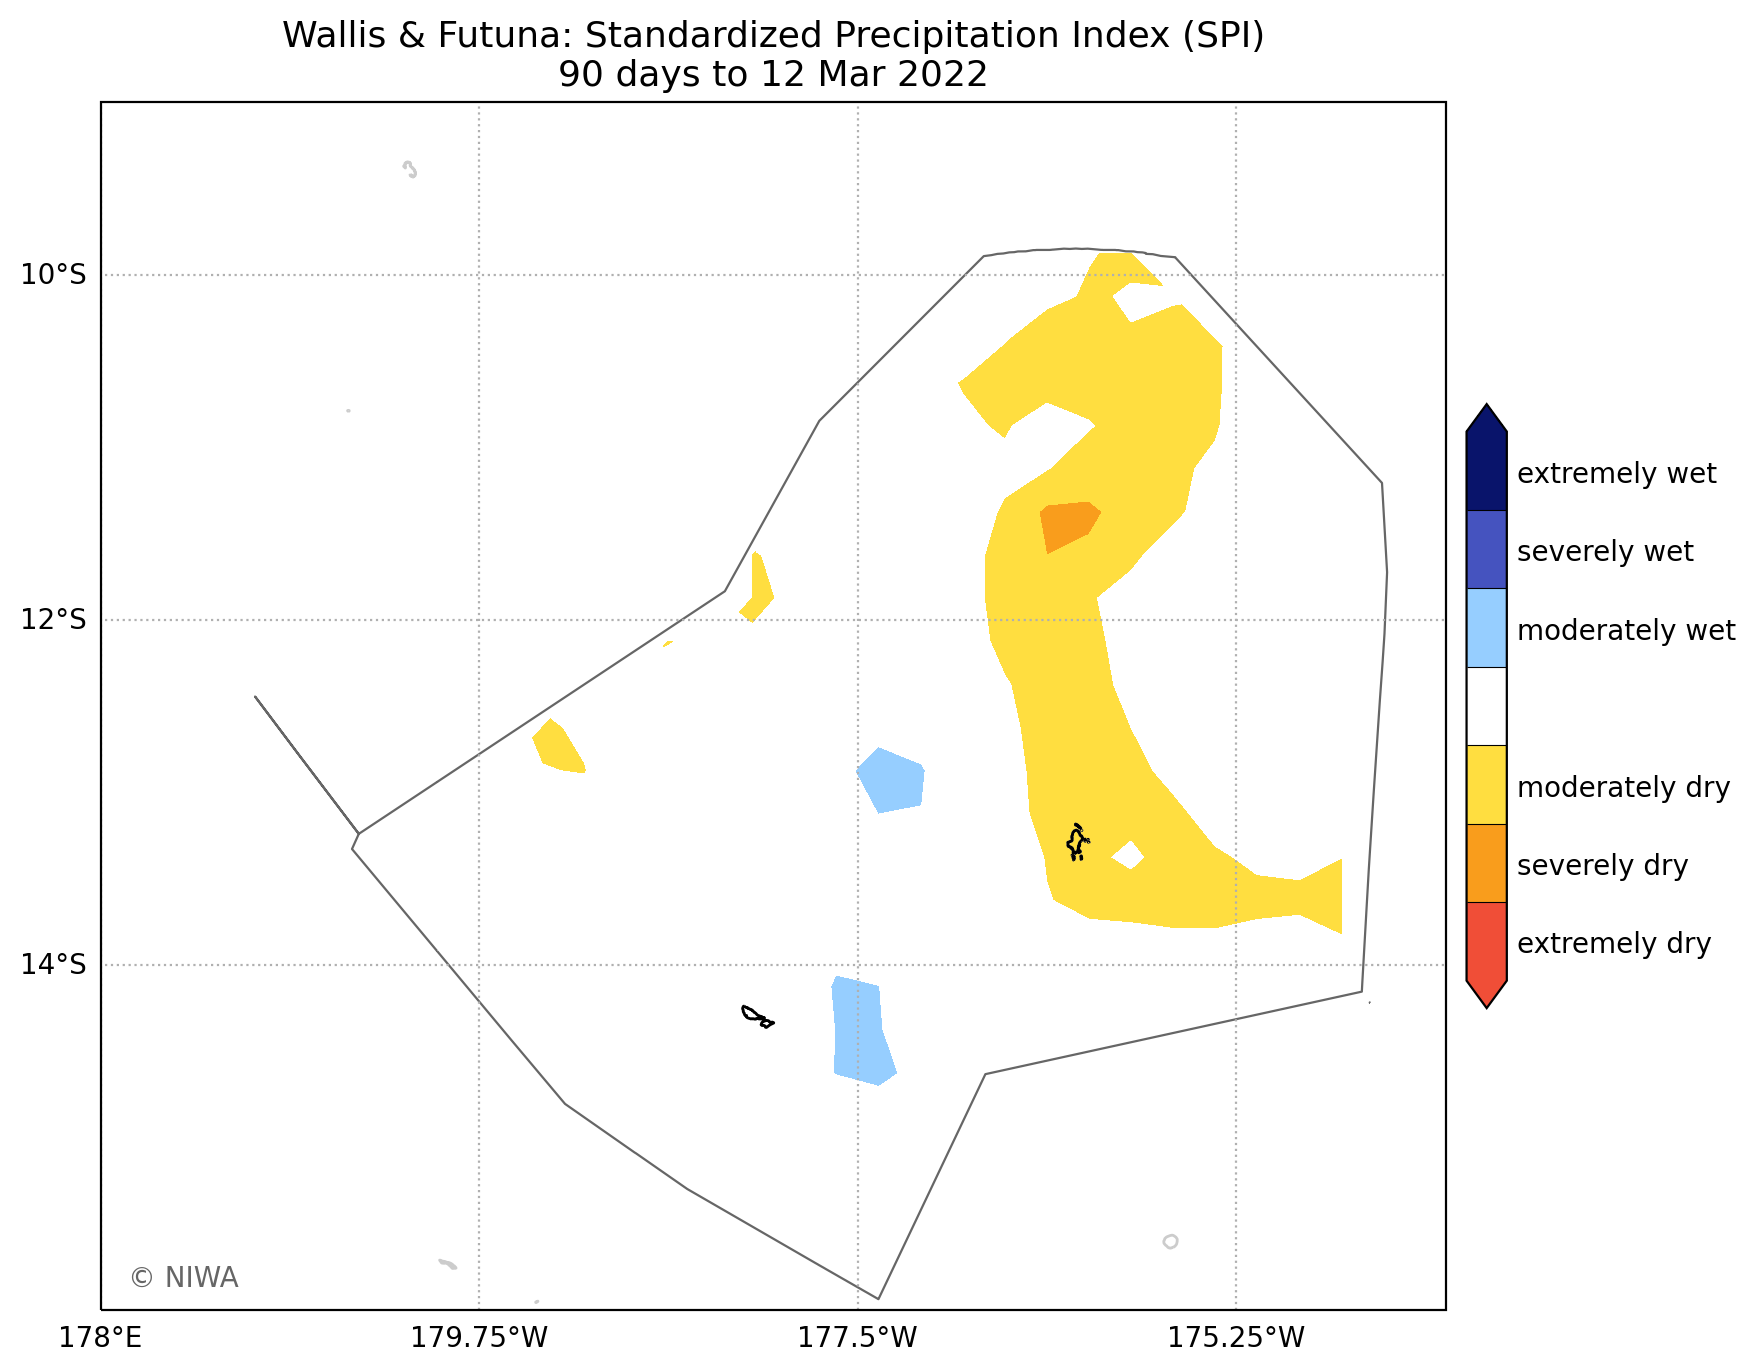 Wallis & Futuna: Standardized Precipitation Index (SPI)
90 days to 12 Mar 2022
10°S
12°S
14°S
178°E
179.75°W
177.5°W
175.25°W
extremely wet
severely wet
moderately wet
moderately dry
severely dry
extremely dry
© NIWA